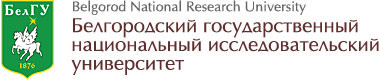 БелГУ
1876
Belgorod National Research University
Белгородский государственный
национальный исследовательский
университет